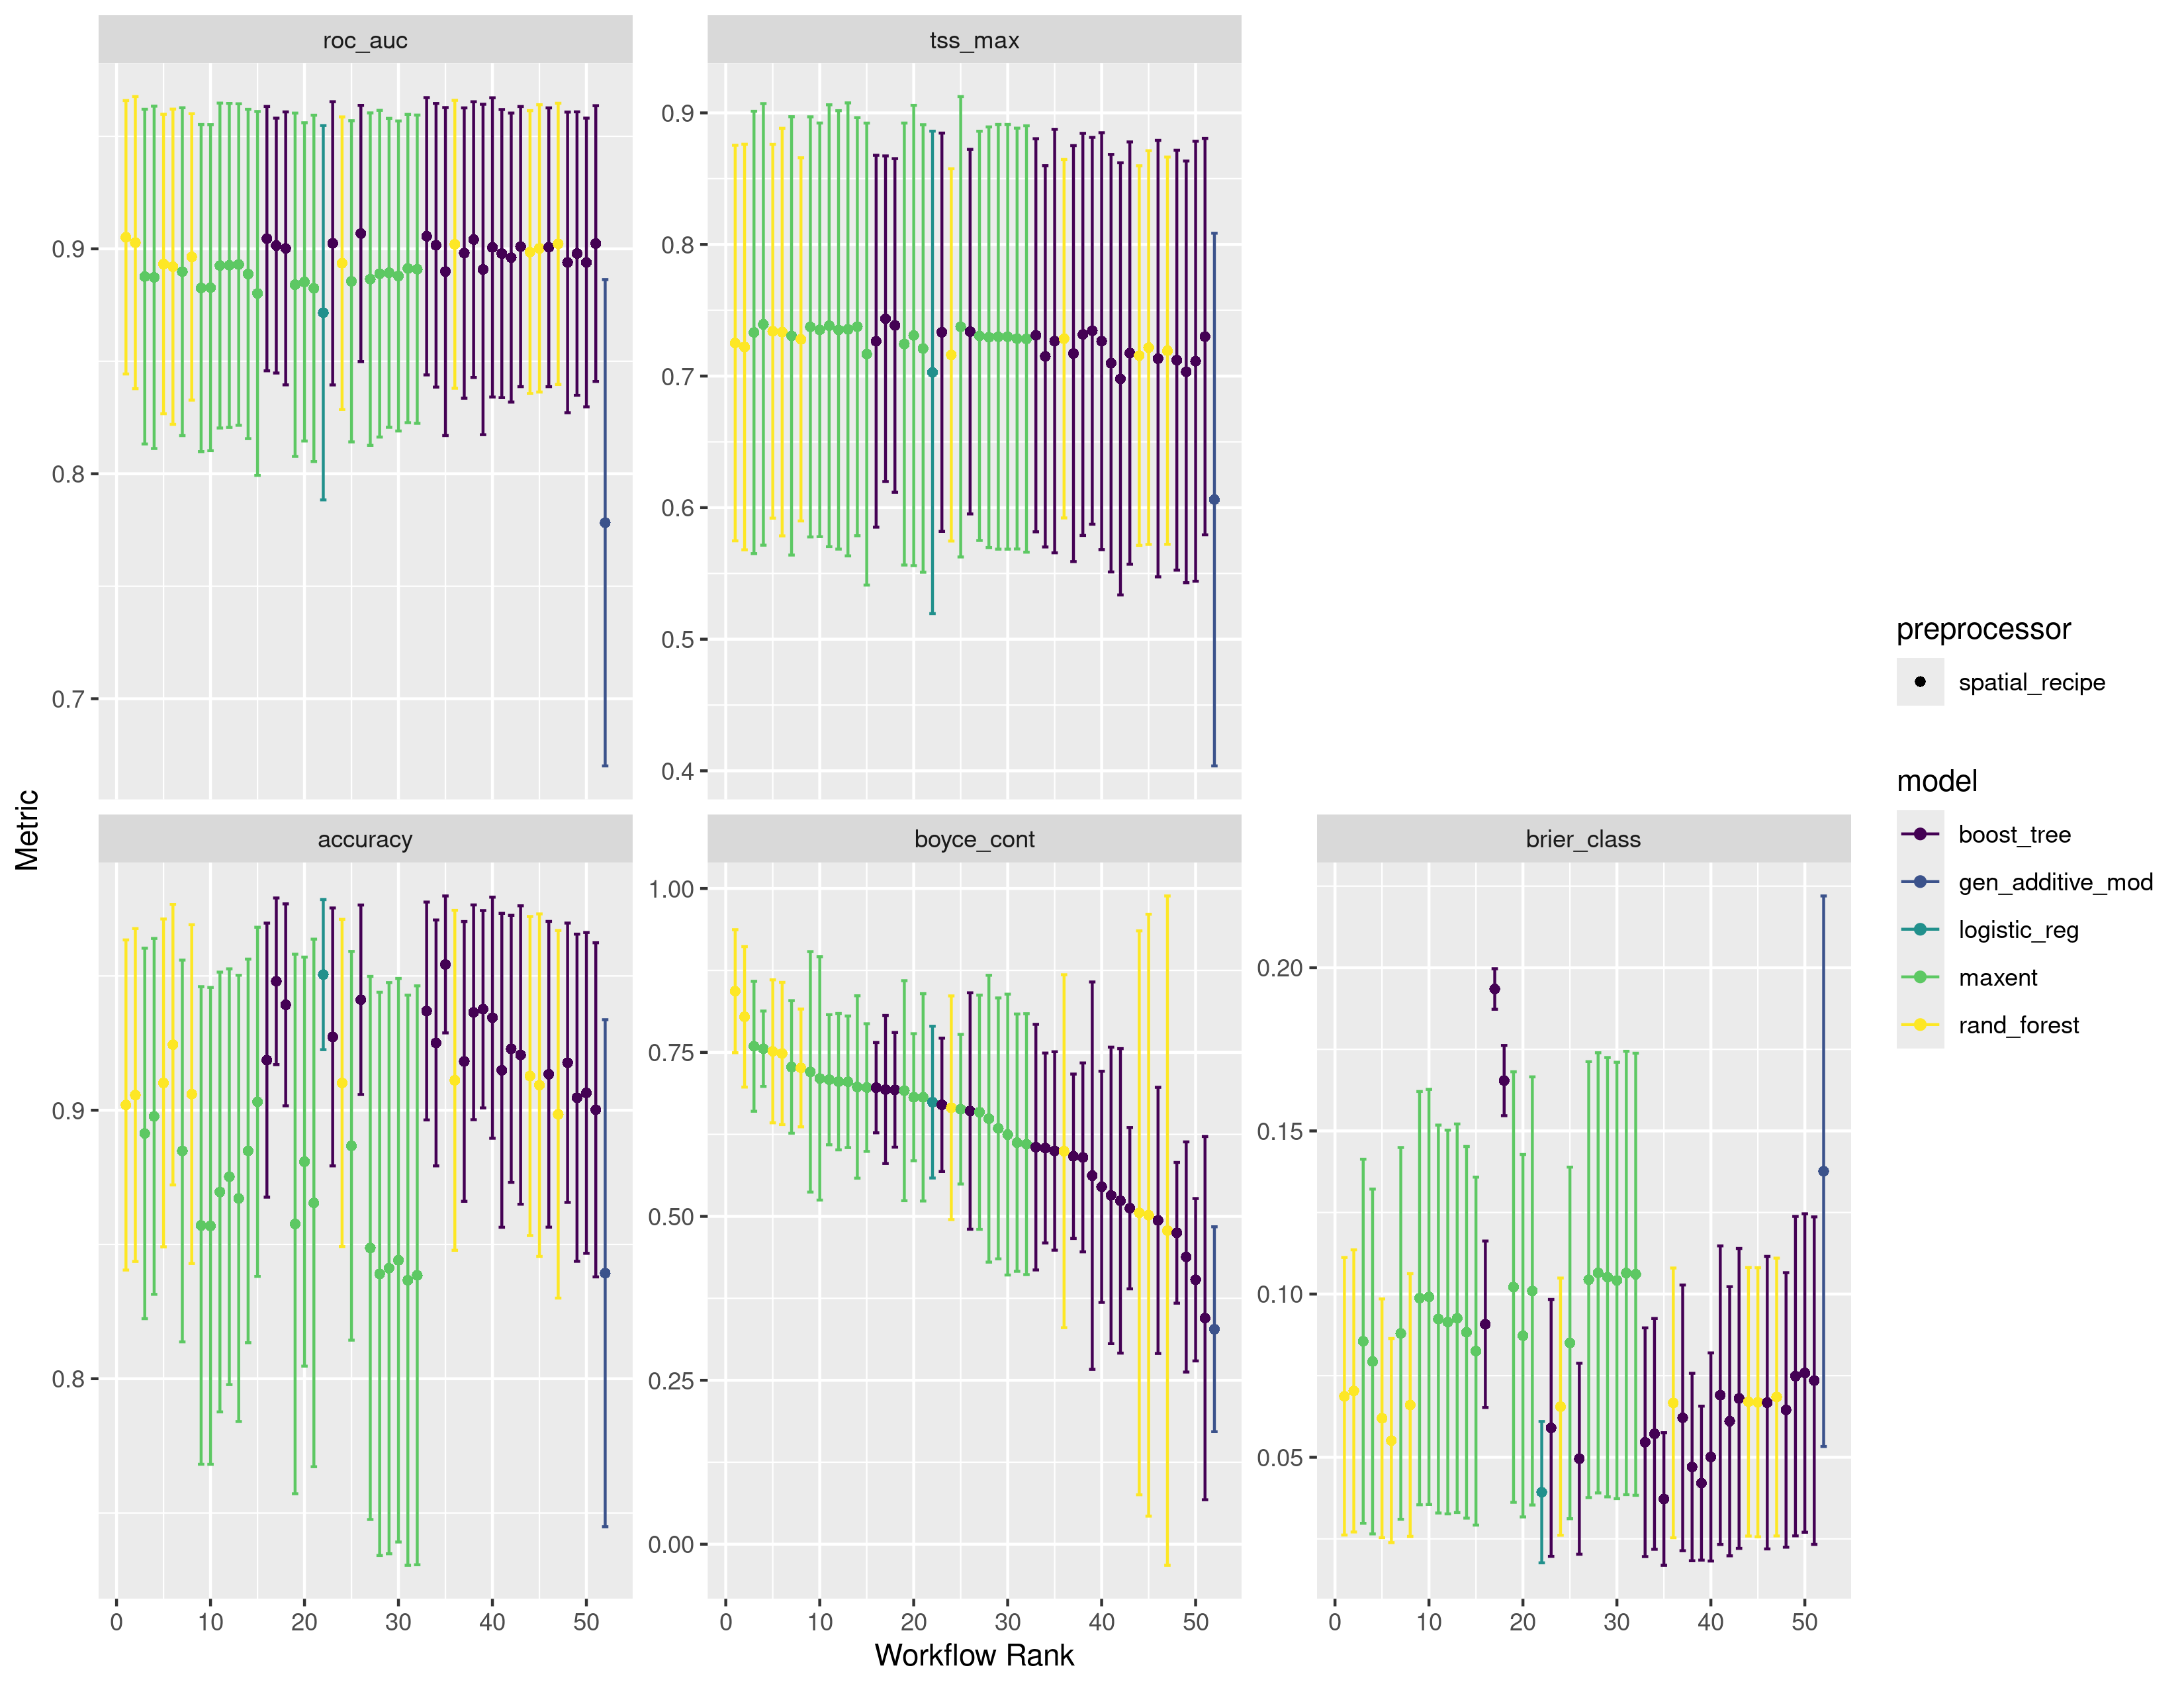 roc_auc
tss_max
0.9
0.8
0.7
0.9
0.8
0.7
0.6
0.5
0.4
Metric
accuracy
boyce_cont
brier_class
0.9
0.8
1.00
0.75
0.50
0.25
0.00
0.20
0.15
0.10
0.05
0 10 20 30 40 50
0 10 20 30 40 50
0 10 20 30 40 50
Workflow Rank
preprocessor
spatial_recipe
model
boost_tree
gen_additive_mod
logistic_reg
maxent
rand_forest